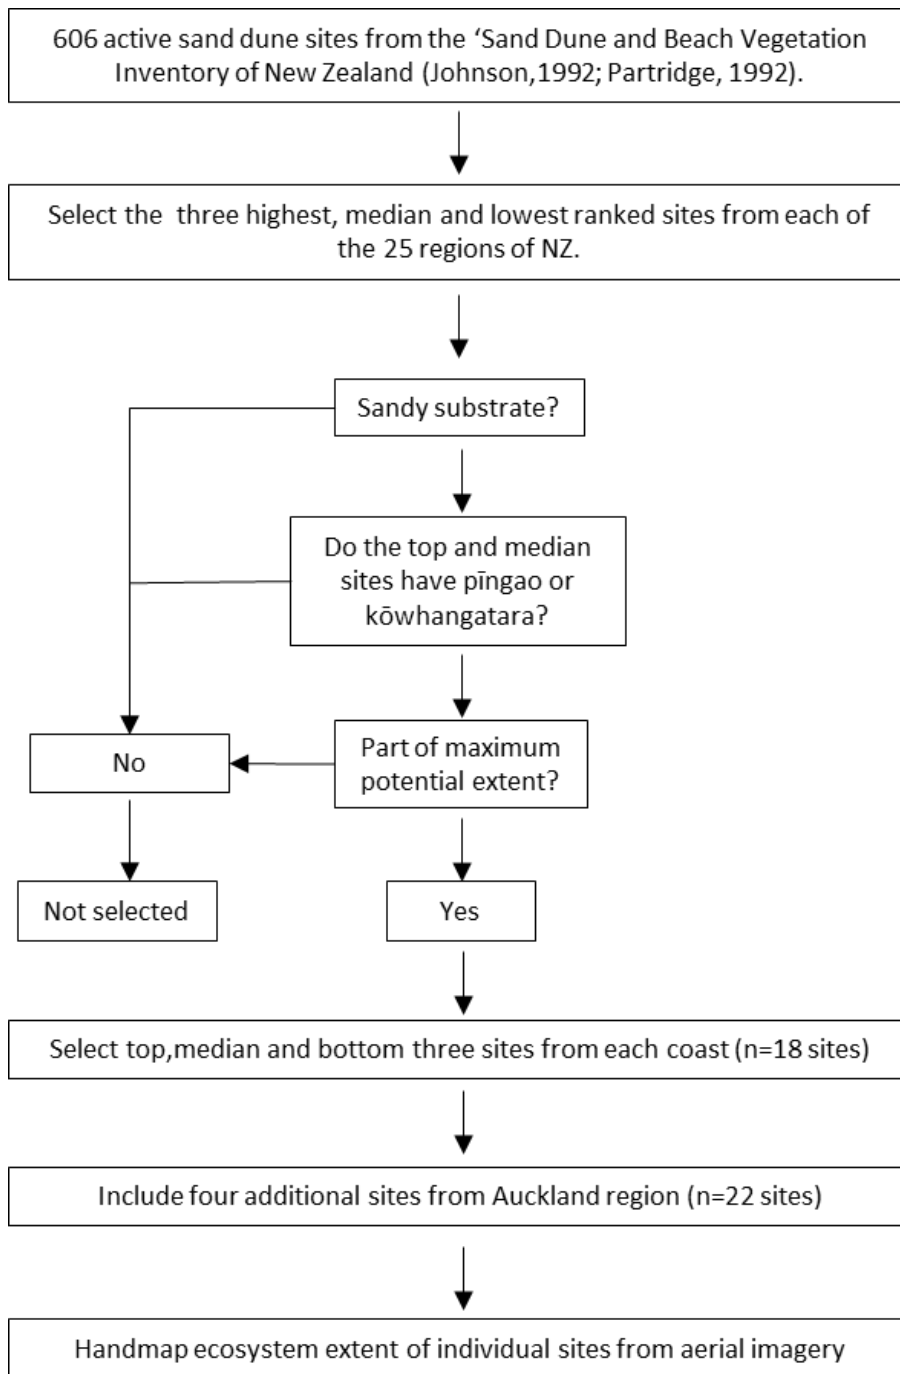 606 active sand dune sites from the ‘Sand Dune and Beach Vegetation
Inventory of New Zealand (Johnson,1992; Partridge, 1992).
Select the three highest, median and lowest ranked sites from each of
the 25 regions of NZ.
Sandy substrate?
Do the top and median
sites have pīngao or
kōwhangatara?
Part of maximum
potential extent?
No
Not selected
Yes
Select top,median and bottom three sites from each coast (n=18 sites)
Include four additional sites from Auckland region (n=22 sites)
Handmap ecosystem extent of individual sites from aerial imagery